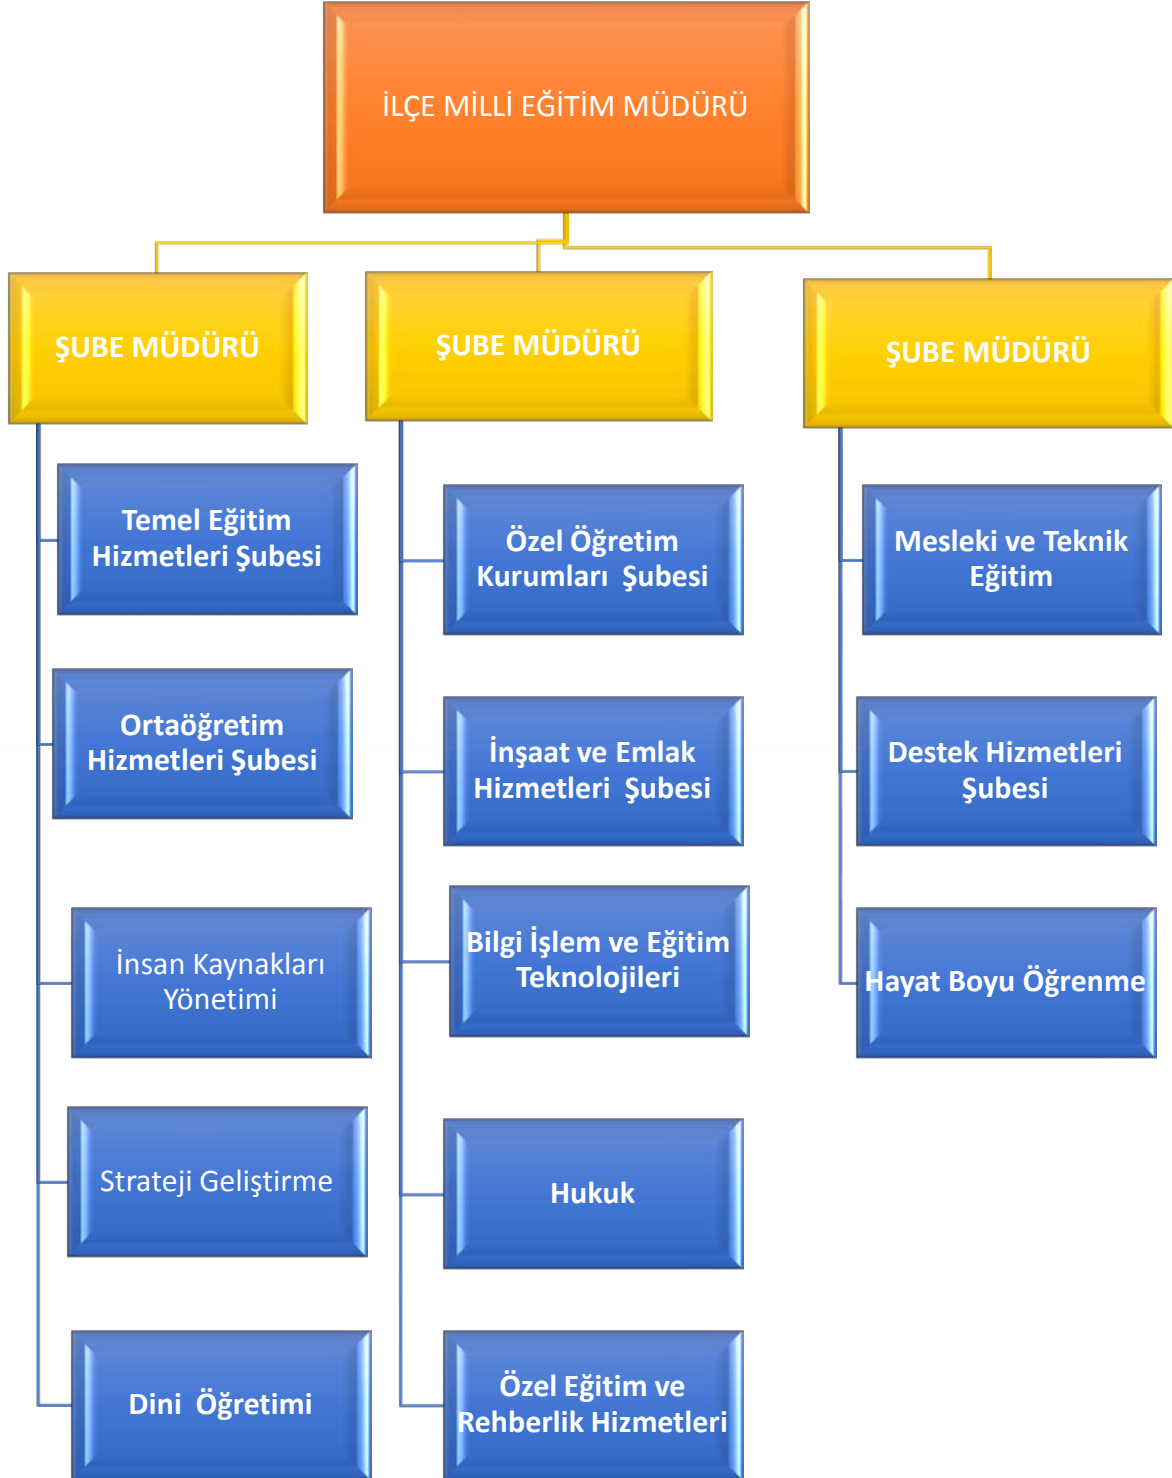 İLÇE MİLLİ EĞİTİM MÜDÜRÜ
ŞUBE MÜDÜRÜ
Temel Eğitim
Hizmetleri Şubesi
Ortaöğretim
Hizmetleri Şubesi
İnsan Kaynakları
Yönetimi
Strateji Geliştirme
Dini Öğretimi
ŞUBE MÜDÜRÜ
Özel Öğretim
Kurumları Şubesi
İnşaat ve Emlak
Hizmetleri Şubesi
Bilgi İşlem ve Eğitim
Teknolojileri
Hukuk
Özel Eğitim ve
Rehberlik Hizmetleri
ŞUBE MÜDÜRÜ
Mesleki ve Teknik
Eğitim
Destek Hizmetleri
Şubesi
Hayat Boyu Öğrenme